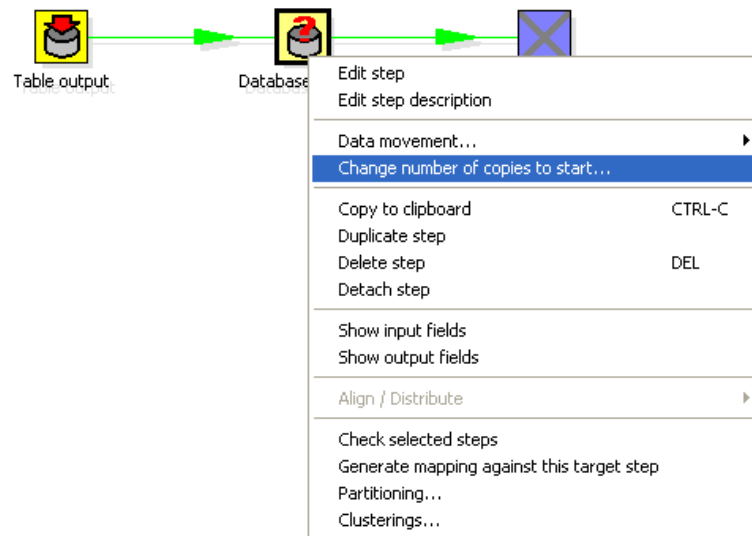 Table output
Database
Edit step
Edit step description
Data movement...
Change number of copies to start...
Copy to clipboard CTRL-C
Duplicate step
Delete step DEL
Detach step
Show input fields
Show output fields
Align / Distribute
Check selected steps
Generate mapping against this target step
Partitioning...
Clusterings...